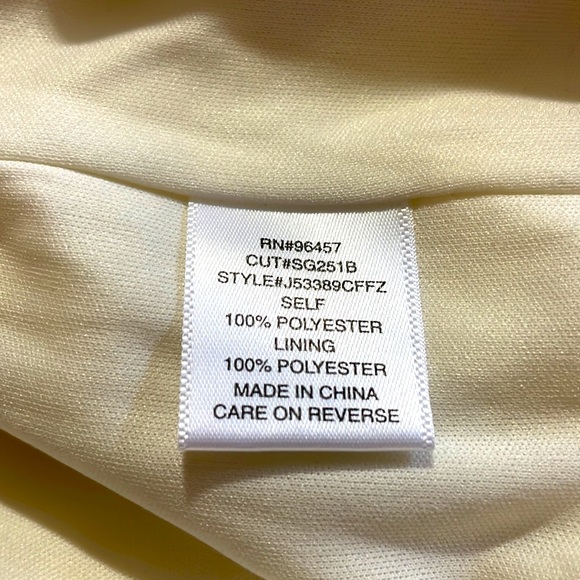 RN#96457
CUT#SG251B
STYLE#J53389CFFZ
SELF
100% POLYESTER
LINING
100% POLYESTER
MADE IN CHINA
CARE ON REVERSE